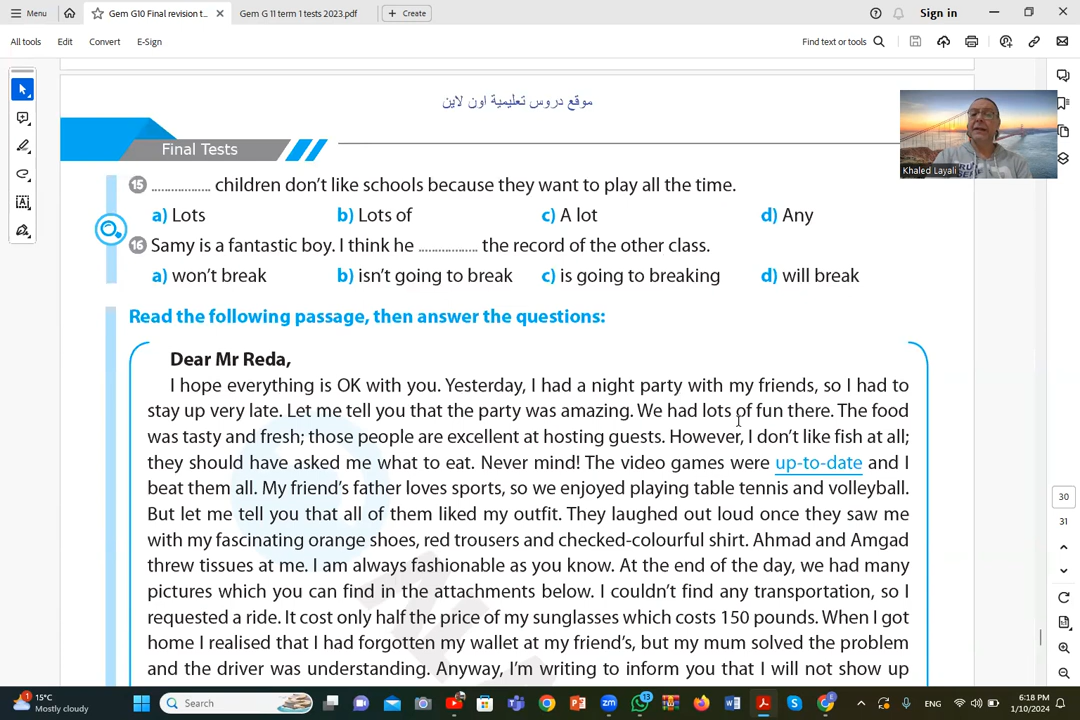 Menu
Gem G10 Final revision t...
Gem G 11 term 1 tests 2023.pdf
Create
Sign in
All tools
Edit
Convert
E-Sign
Find text or tools
موقع دروس تعليمية اون لاين
Final Tests
Khaled Layali
15 .................. children don't like schools because they want to play all the time.
a) Lots b) Lots of c) A lot d) Any
16 Samy is a fantastic boy. I think he .................. the record of the other class.
a) won't break b) isn't going to break c) is going to breaking d) will break
Read the following passage, then answer the questions:
Dear Mr Reda,
I hope everything is OK with you. Yesterday, I had a night party with my friends, so I had to
stay up very late. Let me tell you that the party was amazing. We had lots of fun there. The food
was tasty and fresh; those people are excellent at hosting guests. However, I don't like fish at all;
they should have asked me what to eat. Never mind! The video games were up-to-date and I
beat them all. My friend's father loves sports, so we enjoyed playing table tennis and volleyball.
But let me tell you that all of them liked my outfit. They laughed out loud once they saw me
with my fascinating orange shoes, red trousers and checked-colourful shirt. Ahmad and Amgad
threw tissues at me. I am always fashionable as you know. At the end of the day, we had many
pictures which you can find in the attachments below. I couldn't find any transportation, so I
requested a ride. It cost only half the price of my sunglasses which costs 150 pounds. When I got
home I realised that I had forgotten my wallet at my friend's, but my mum solved the problem
and the driver was understanding. Anyway, I'm writing to inform you that I will not show up
30
31
15°C
Mostly cloudy
Search
13
ENG
6:18 PM
1/10/2024